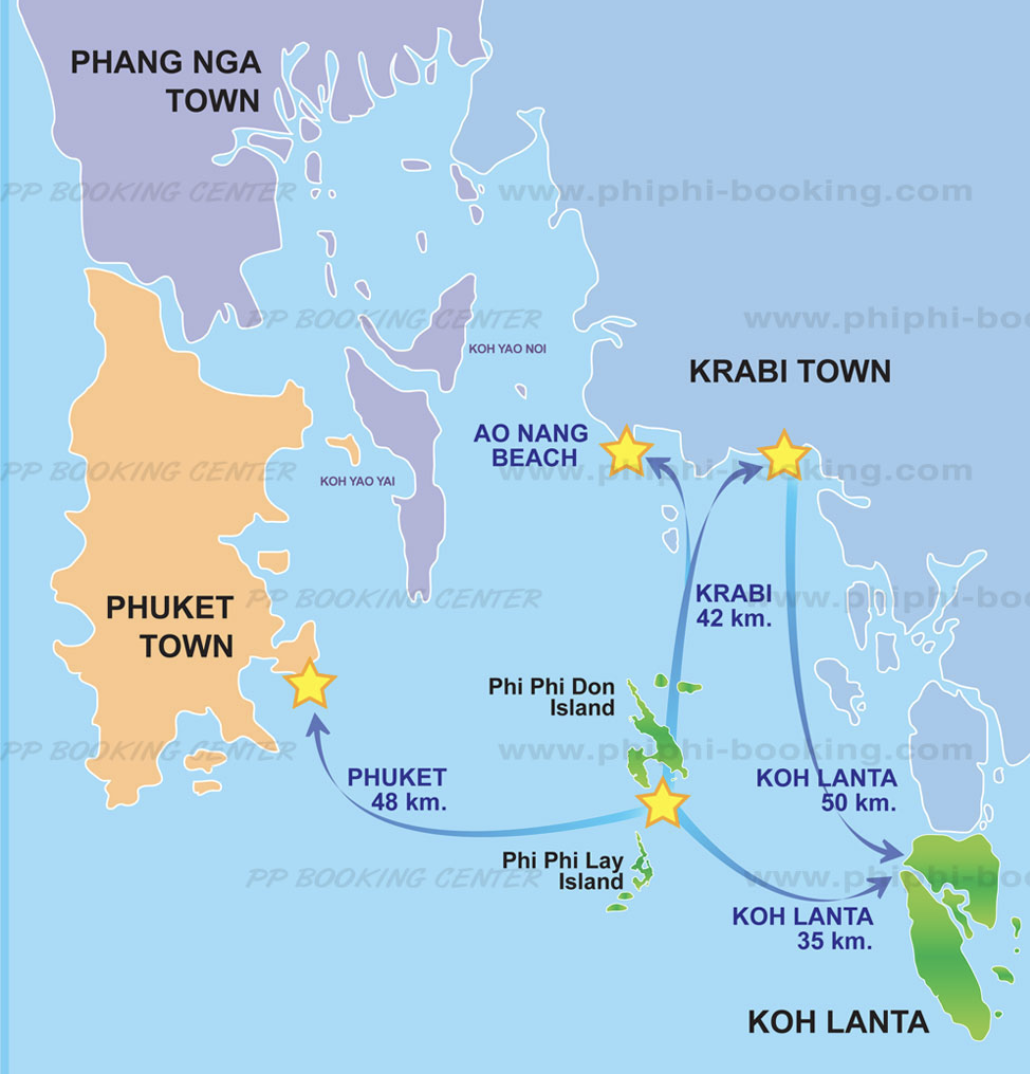 PHANG NGA
TOWN
PP BOOKING CENTER
www.phiphi-booking.com
PP BOOKING CENTER
www.phiphi-boo
KOH YAO NOI
KRABI TOWN
AO NANG
BEACH
PP BOOKING CENTER
www.phiphi-booking.com
KOH YAO YAI
PHUKET
TOWN
PP BOOKING CENTER
KRABI
42 km.
www.phiphi-boo
Phi Phi Don
Island
PP BOOKING CENTER
www.phiphi-booking.com
PHUKET
48 km.
KOH LANTA
50 km.
Phi Phi Lay
Island
PP BOOKING CENTER
www.phiphi-boo
KOH LANTA
35 km.
KOH LANTA